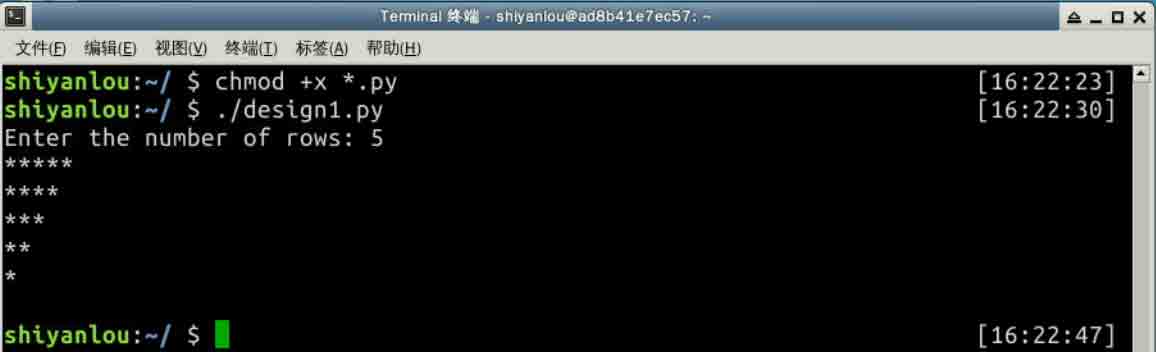 Terminal 终端 - shiyanlou@ad8b41e7ec57: ~
文件(F) 编辑(E) 视图(V) 终端(T) 标签(A) 帮助(H)
shiyanlou:~/ $ chmod +x *.py [16:22:23]
shiyanlou:~/ $ ./design1.py [16:22:30]
Enter the number of rows: 5
*****
****
***
**
*
shiyanlou:~/ $ [16:22:47]